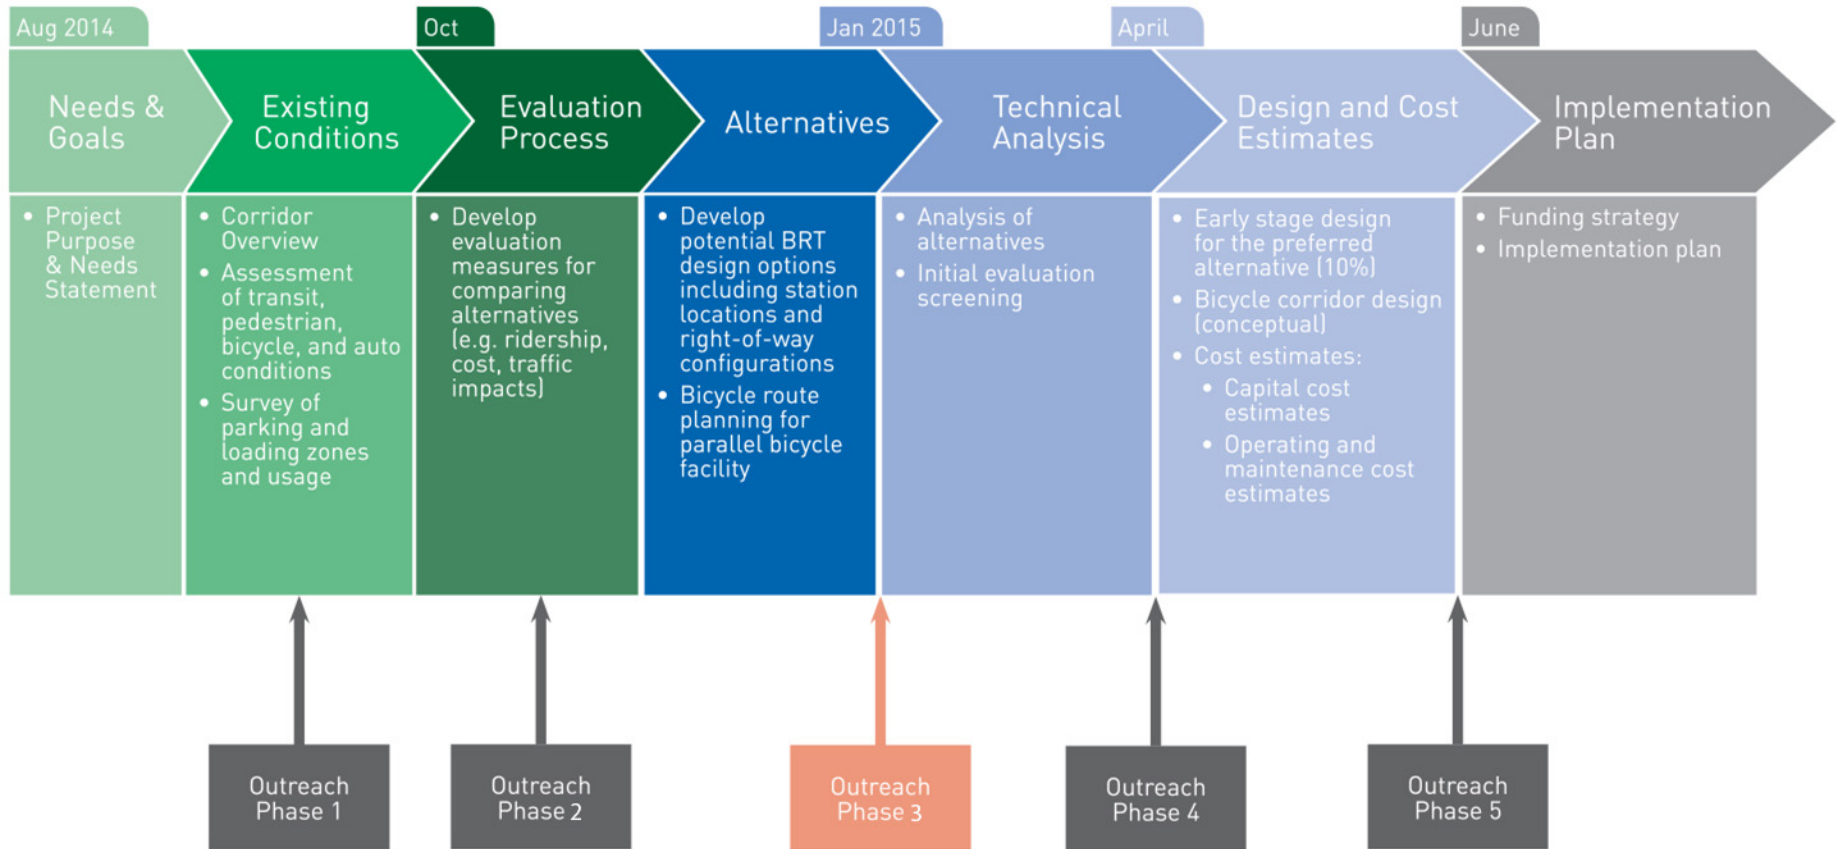 Aug 2014
Oct
Jan 2015
April
June
Needs &
Goals
Existing
Conditions
Evaluation
Process
Alternatives
Technical
Analysis
Design and Cost
Estimates
Implementation
Plan
• Project
Purpose
& Needs
Statement
• Corridor
Overview
• Assessment
of transit,
pedestrian,
bicycle, and auto
conditions
• Survey of
parking and
loading zones
and usage
• Develop
evaluation
measures for
comparing
alternatives
(e.g. ridership,
cost, traffic
impacts)
• Develop
potential BRT
design options
including station
locations and
right-of-way
configurations
• Bicycle route
planning for
parallel bicycle
facility
• Analysis of
alternatives
• Initial evaluation
screening
• Early stage design
for the preferred
alternative (10%)
• Bicycle corridor design
(conceptual)
• Cost estimates:
• Capital cost
estimates
• Operating and
maintenance cost
estimates
• Funding strategy
• Implementation plan
Outreach
Phase 1
Outreach
Phase 2
Outreach
Phase 3
Outreach
Phase 4
Outreach
Phase 5